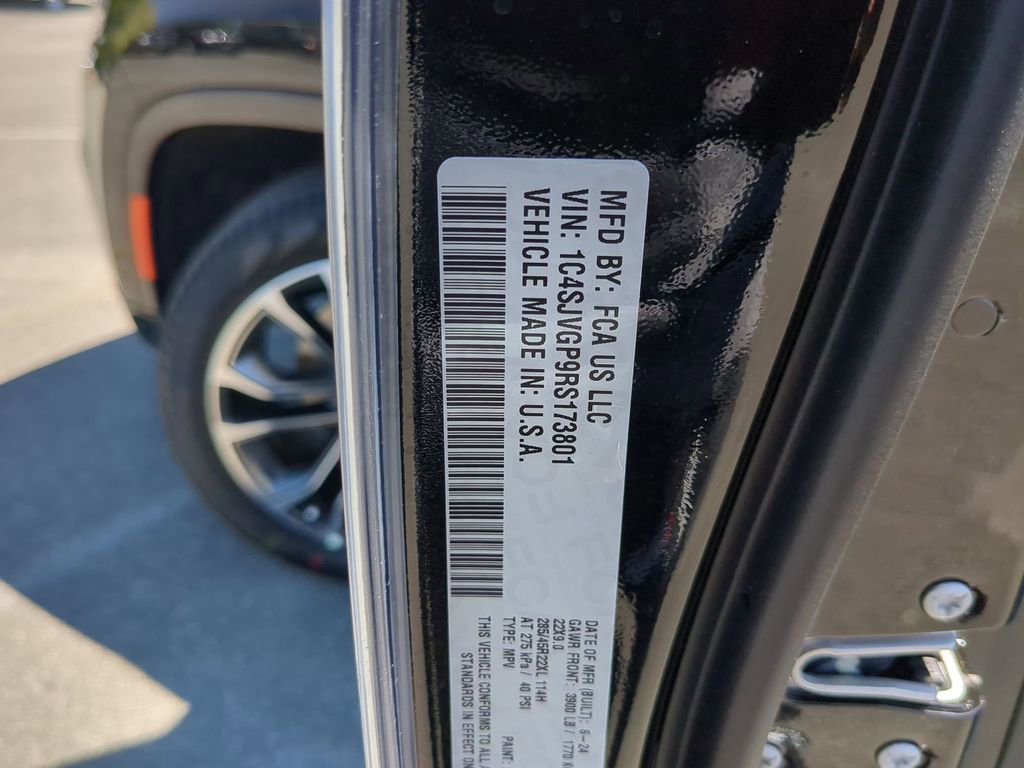 MFD BY: FCA US LLC
VIN: 1C4SJVGP9RS173801
VEHICLE MADE IN: U.S.A.
DATE OF MFR (BUILT): 6-24
GAWR FRONT: 3900 LB / 1770
22X9.0
285/45R22XL 114H
AT 275 kPa / 40 PSI
TYPE: MPV
PAINT:
THIS VEHICLE CONFORMS TO ALL
STANDARDS IN EFFECT